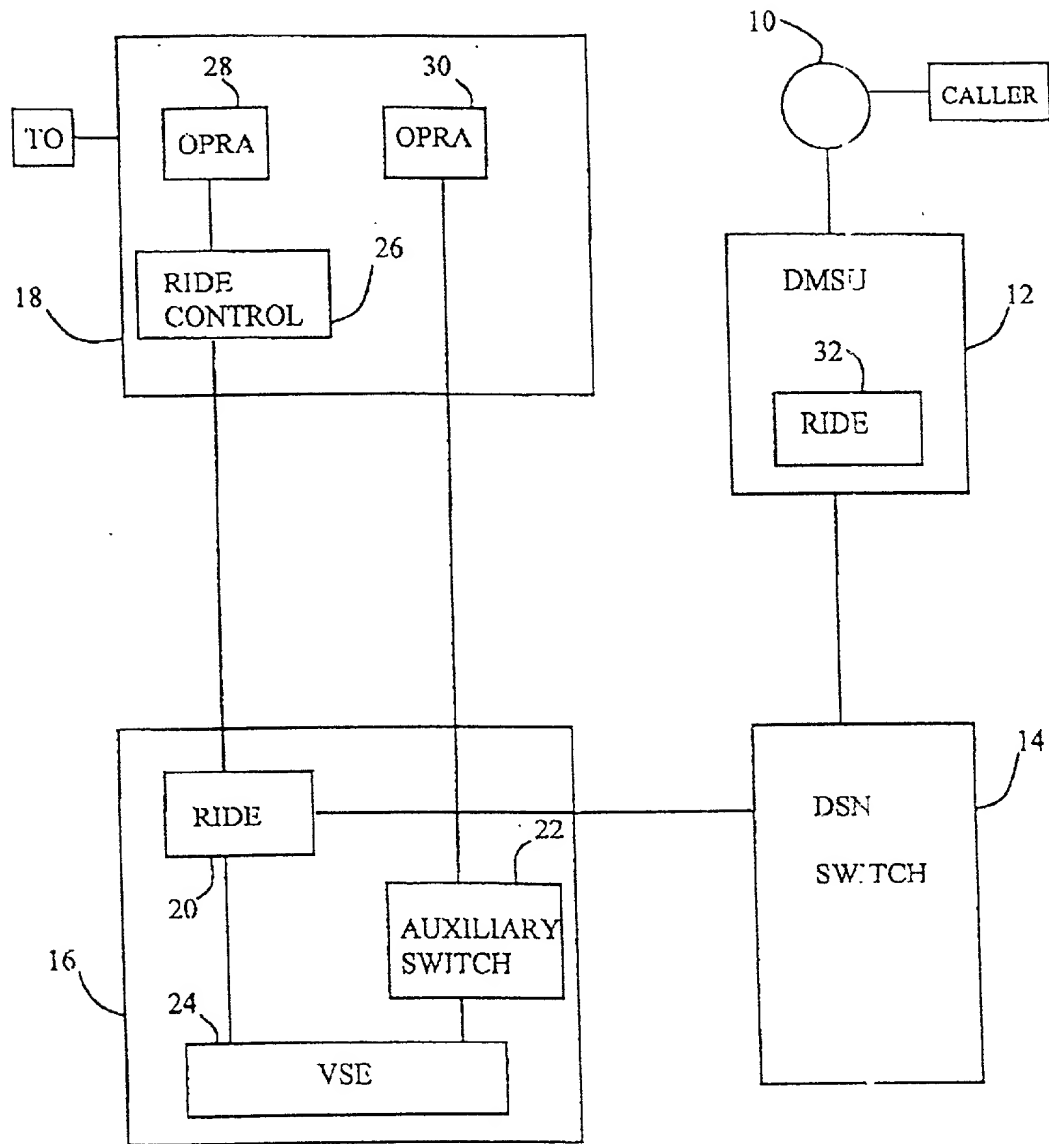 10
28
30
CALLER
TO
OPRA
OPRA
RIDE
CONTROL
26
18
DMSU
12
32
RIDE
14
RIDE
DSN
22
SWITCH
20
AUXILIARY
SWITCH
16
24
VSE